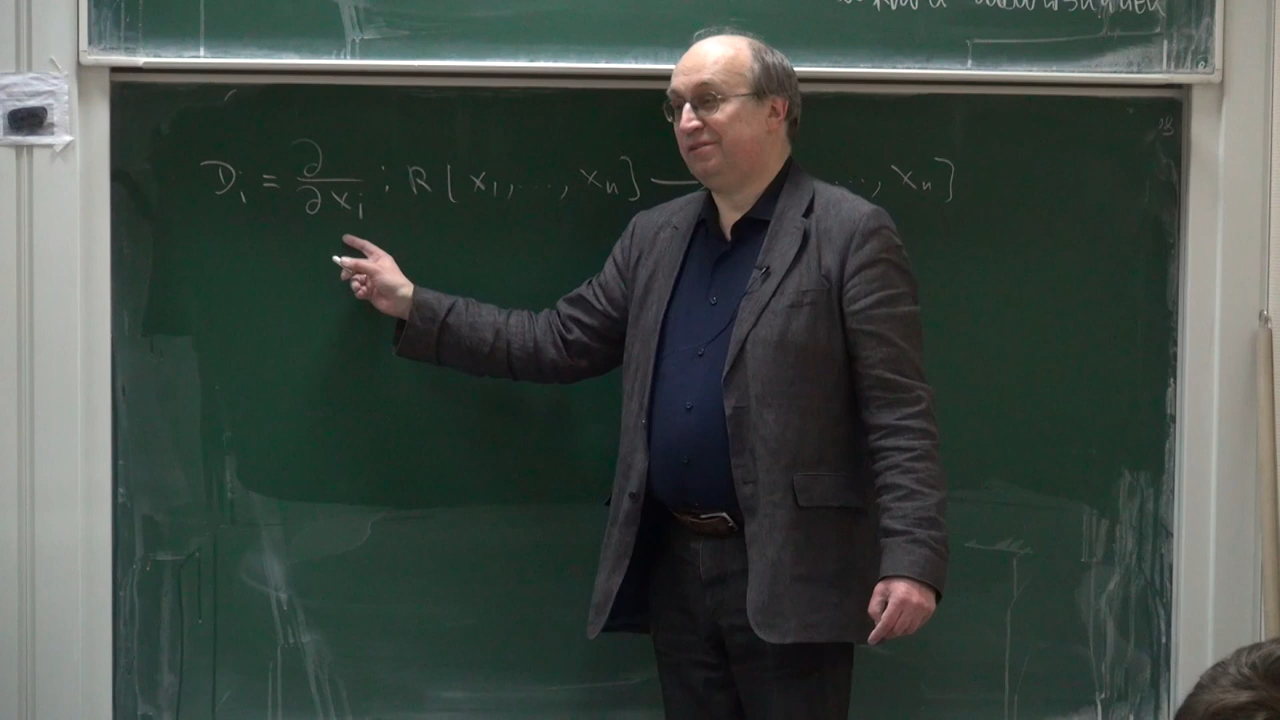 D_i = ∂/∂x_i : R[x_1, ..., x_n] — ..., x_n]